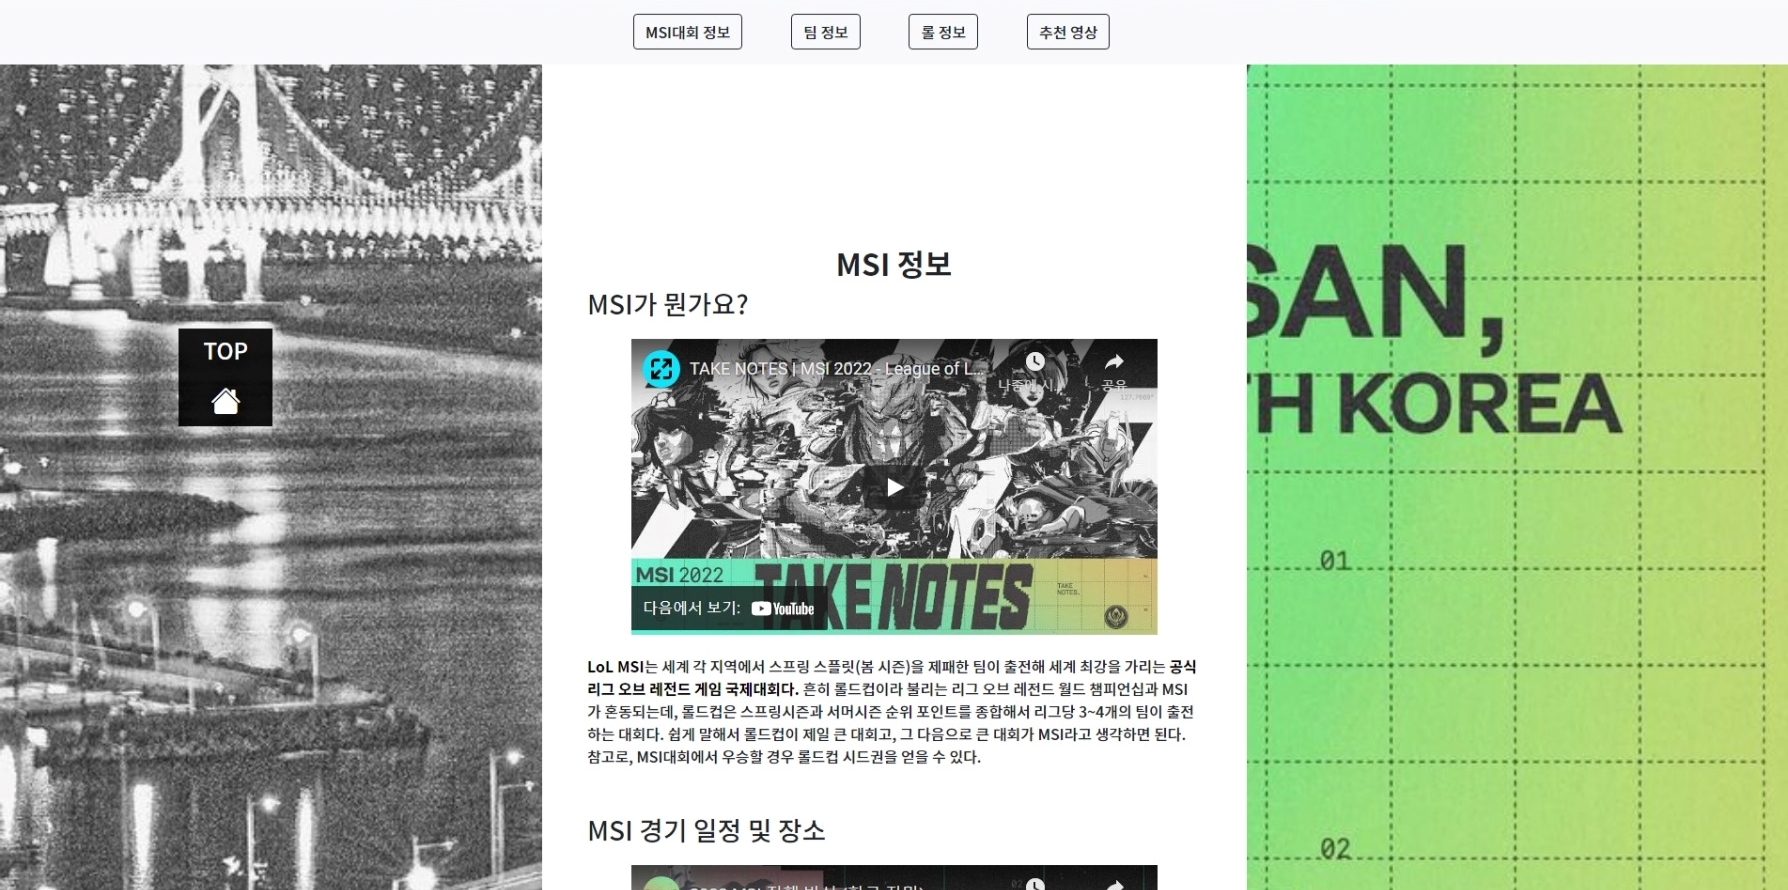 MSI대회 정보
팀 정보
롤 정보
추천 영상
SAN,
TH KOREA
01
02
TOP
MSI 정보
MSI가 뭔가요?
TAKE NOTES | MSI 2022 - League of L...
나중에 시...
공유
MSI 2022
TAKE NOTES
TAKE
NOTES.
다음에서 보기: YouTube
LoL MSI는 세계 각 지역에서 스프링 스플릿(봄 시즌)을 제패한 팀이 출전해 세계 최강을 가리는 공식
리그 오브 레전드 게임 국제대회다. 흔히 롤드컵이라 불리는 리그 오브 레전드 월드 챔피언십과 MSI
가 혼동되는데, 롤드컵은 스프링시즌과 서머시즌 순위 포인트를 종합해서 리그당 3~4개의 팀이 출전
하는 대회다. 쉽게 말해서 롤드컵이 제일 큰 대회고, 그 다음으로 큰 대회가 MSI라고 생각하면 된다.
참고로, MSI대회에서 우승할 경우 롤드컵 시드권을 얻을 수 있다.
MSI 경기 일정 및 장소